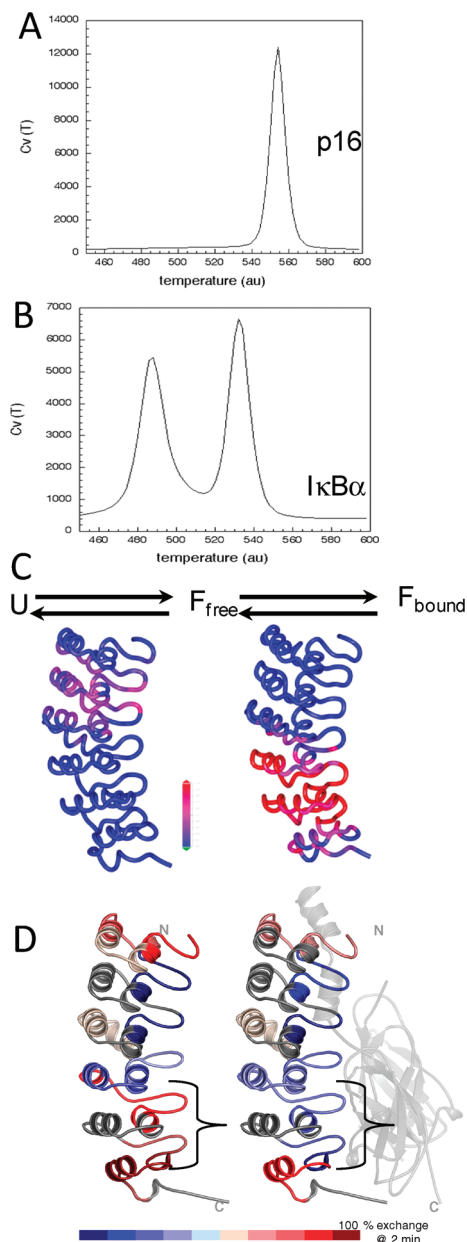 A
14000
12000
10000
8000
6000
4000
2000
0
Cv (T)
p16
460 480 500 520 540 560 580 600
temperature (au)
B
7000
6000
5000
4000
3000
2000
1000
0
Cv (T)
IκBα
460 480 500 520 540 560 580 600
temperature (au)
C
U Ffree Fbound
D
N N
C C
100 % exchange
@ 2 min